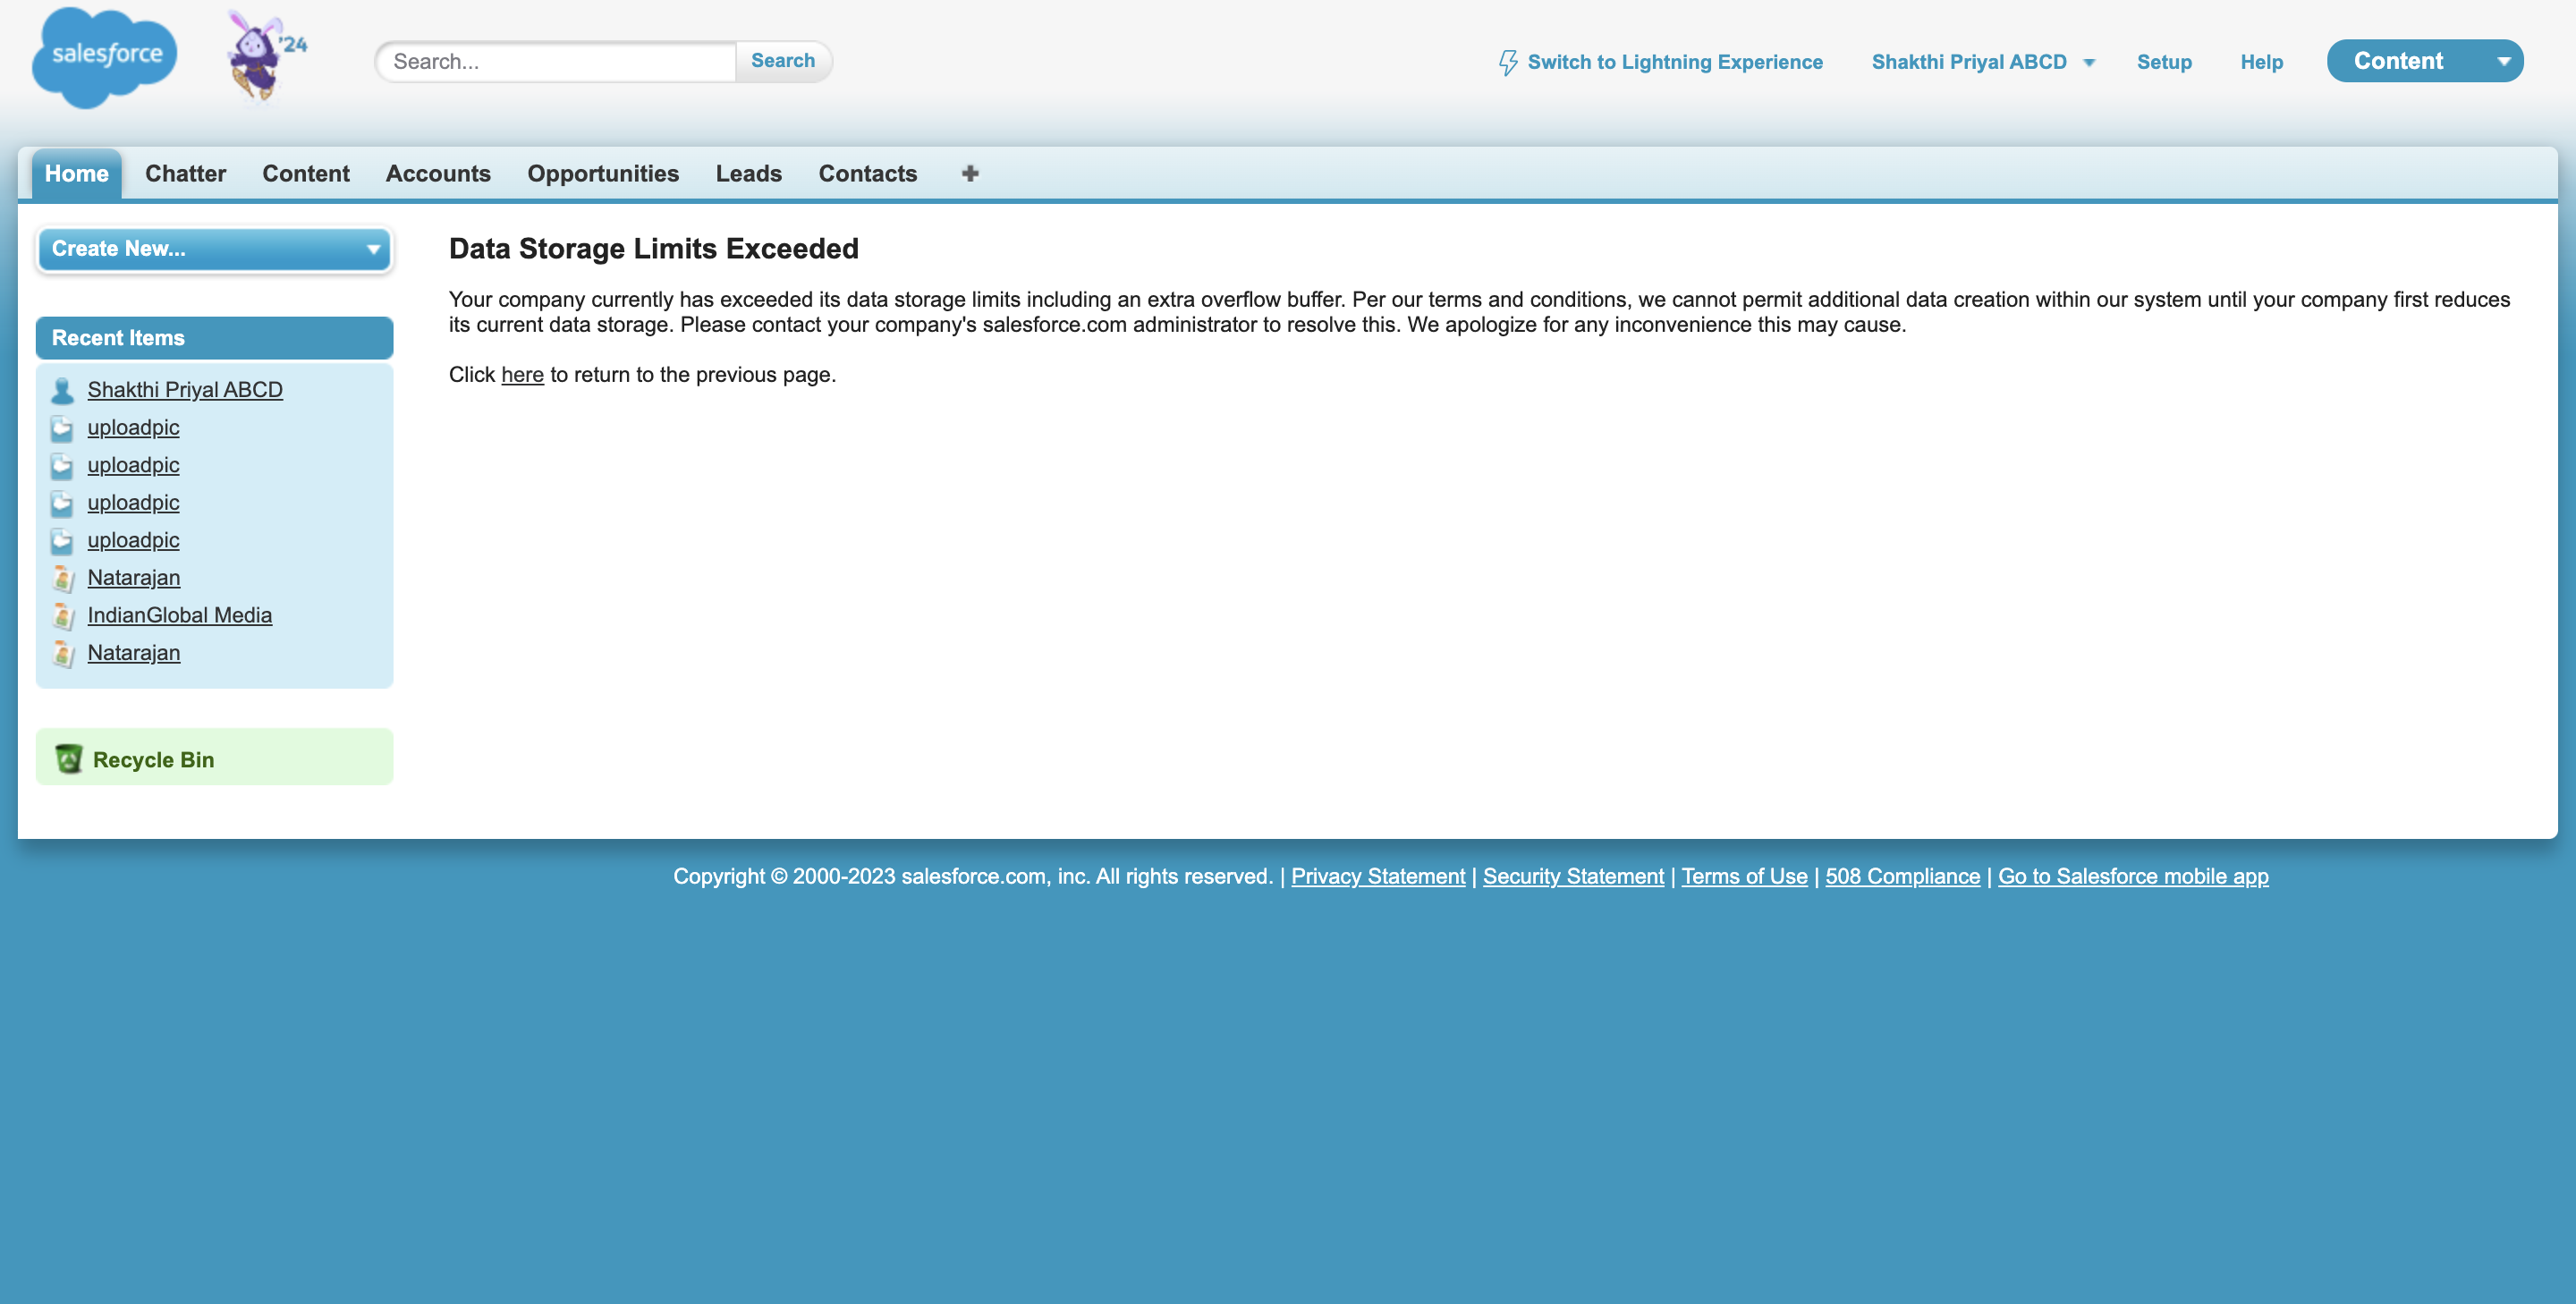 salesforce
'24
Search...
Search
Switch to Lightning Experience
Shakthi Priyal ABCD
Setup
Help
Content
Home
Chatter
Content
Accounts
Opportunities
Leads
Contacts
Create New...
Recent Items
Shakthi Priyal ABCD
uploadpic
uploadpic
uploadpic
uploadpic
Natarajan
IndianGlobal Media
Natarajan
Recycle Bin
Data Storage Limits Exceeded
Your company currently has exceeded its data storage limits including an extra overflow buffer. Per our terms and conditions, we cannot permit additional data creation within our system until your company first reduces
its current data storage. Please contact your company's salesforce.com administrator to resolve this. We apologize for any inconvenience this may cause.
Click here to return to the previous page.
Copyright © 2000-2023 salesforce.com, inc. All rights reserved. | Privacy Statement | Security Statement | Terms of Use | 508 Compliance | Go to Salesforce mobile app